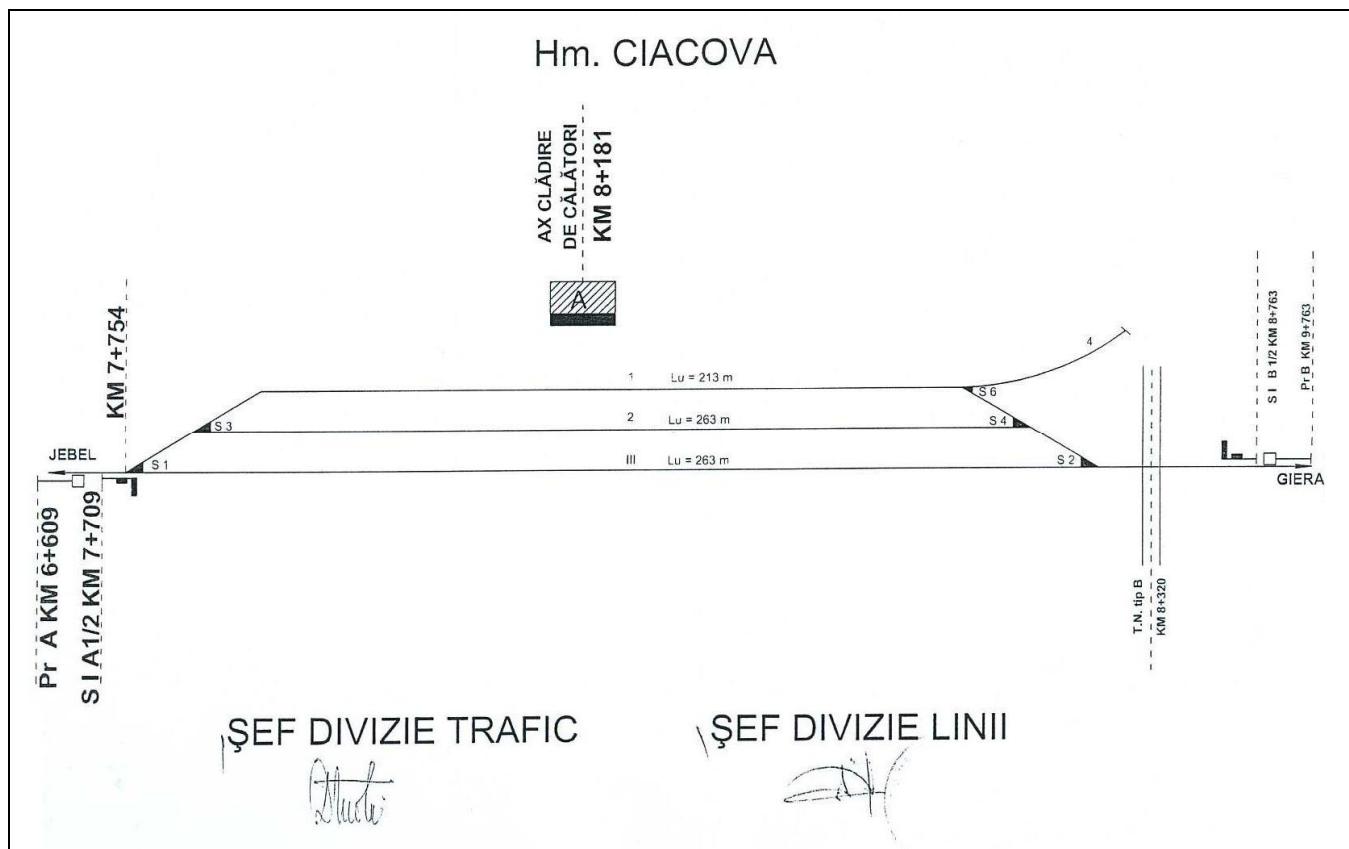 Hm. CIACOVA
AX CLĂDIRE
DE CĂLĂTORI
KM 8+181
A
KM 7+754
S I B 1/2 KM 8+763
Pr B KM 9+763
4
1 Lu = 213 m
S 6
S 3
2 Lu = 263 m
S 4
JEBEL
S 1
III Lu = 263 m
S 2
GIERA
Pr A KM 6+609
S I A1/2 KM 7+709
T.N. tip B
KM 8+320
ŞEF DIVIZIE TRAFIC
ŞEF DIVIZIE LINII